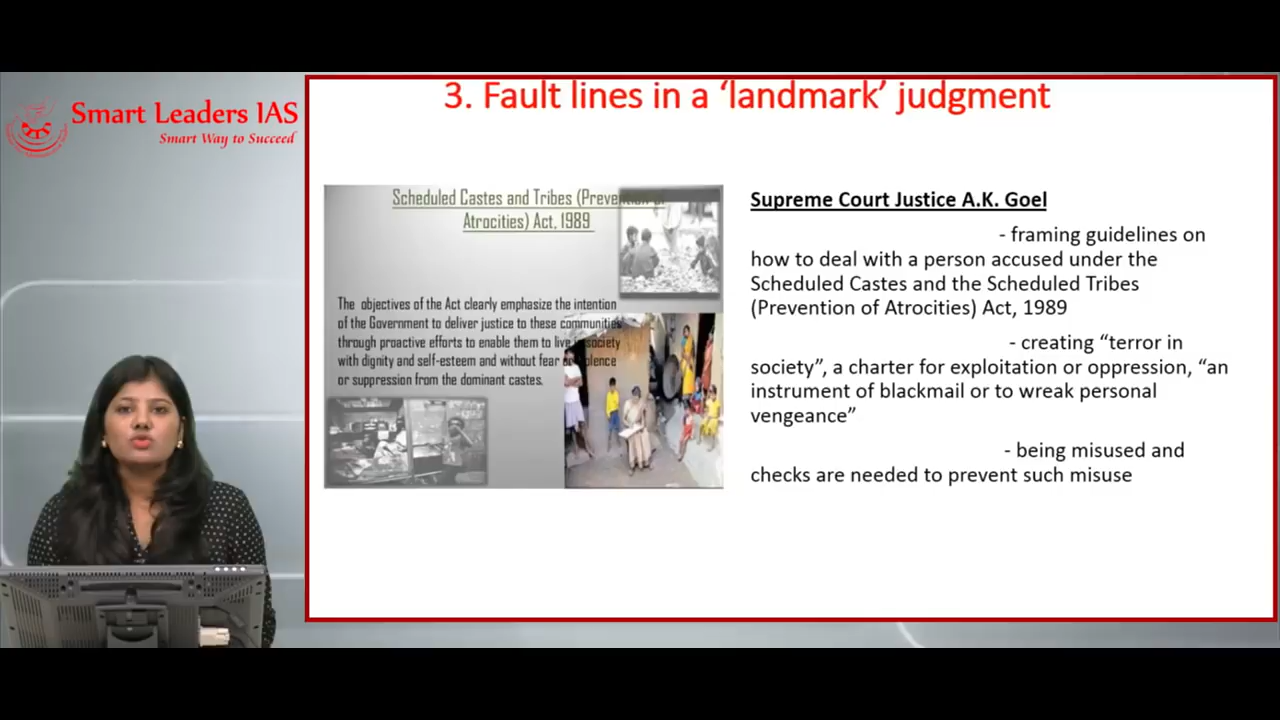 3. Fault lines in a ‘landmark’ judgment
Smart Leaders IAS
Smart Way to Succeed
Scheduled Castes and Tribes (Prevention of
Atrocities) Act, 1989
The objectives of the Act clearly emphasize the intention
of the Government to deliver justice to these communities
through proactive efforts to enable them to live in society
with dignity and self-esteem and without fear or violence
or suppression from the dominant castes.
Supreme Court Justice A.K. Goel
- framing guidelines on
how to deal with a person accused under the
Scheduled Castes and the Scheduled Tribes
(Prevention of Atrocities) Act, 1989
- creating “terror in
society”, a charter for exploitation or oppression, “an
instrument of blackmail or to wreak personal
vengeance”
- being misused and
checks are needed to prevent such misuse